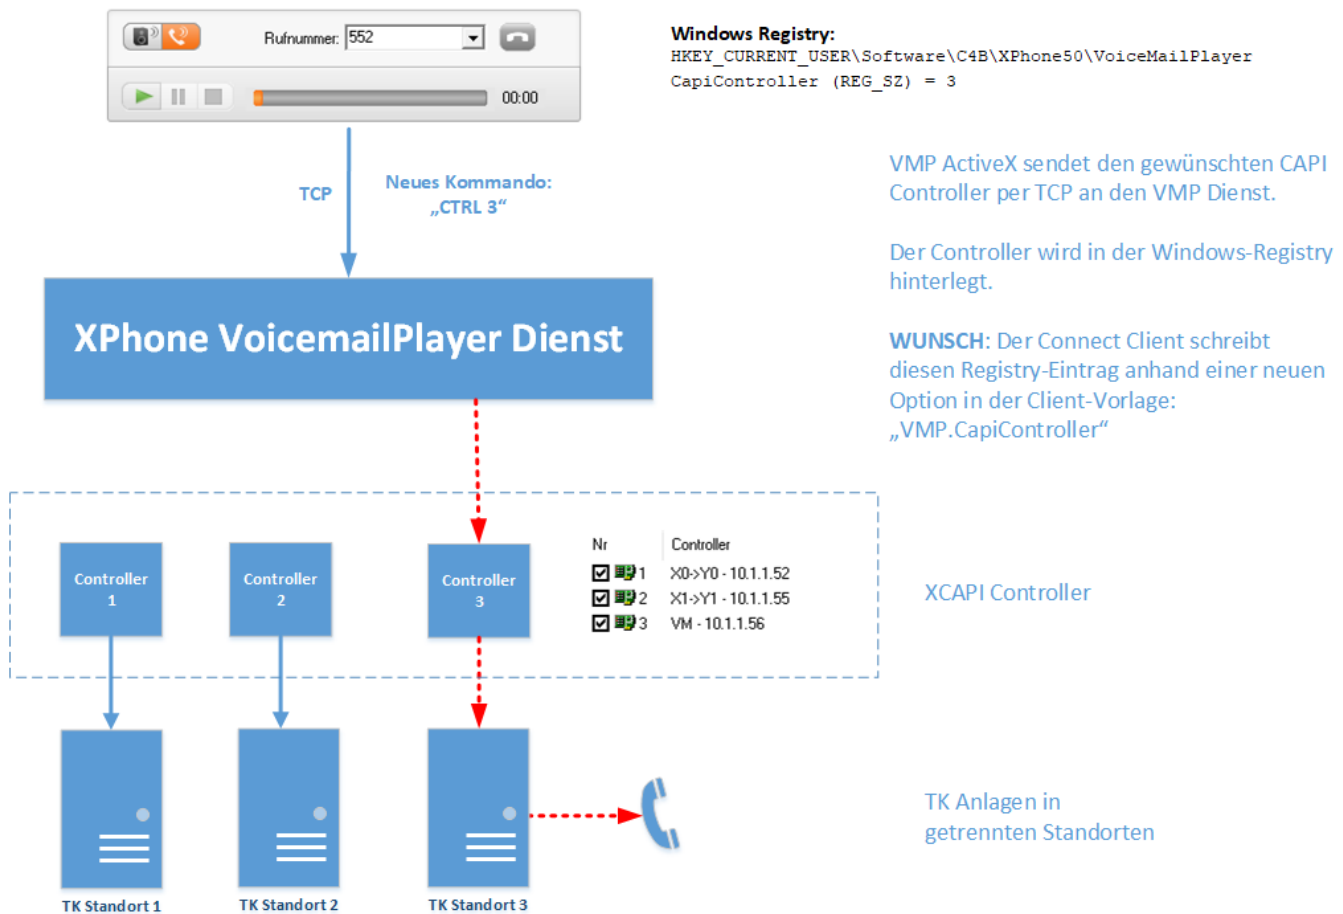 Rufnummer: 552
00:00
Windows Registry:
HKEY_CURRENT_USER\Software\C4B\XPhone50\VoiceMailPlayer
CapiController (REG_SZ) = 3
TCP
Neues Kommando:
„CTRL 3“
VMP ActiveX sendet den gewünschten CAPI
Controller per TCP an den VMP Dienst.
Der Controller wird in der Windows-Registry
hinterlegt.
WUNSCH: Der Connect Client schreibt
diesen Registry-Eintrag anhand einer neuen
Option in der Client-Vorlage:
„VMP.CapiController“
XPhone VoicemailPlayer Dienst
Controller
1
Controller
2
Controller
3
Nr Controller
1 X0->Y0 - 10.1.1.52
2 X1->Y1 - 10.1.1.55
3 VM - 10.1.1.56
XCAPI Controller
TK Anlagen in
getrennten Standorten
TK Standort 1
TK Standort 2
TK Standort 3